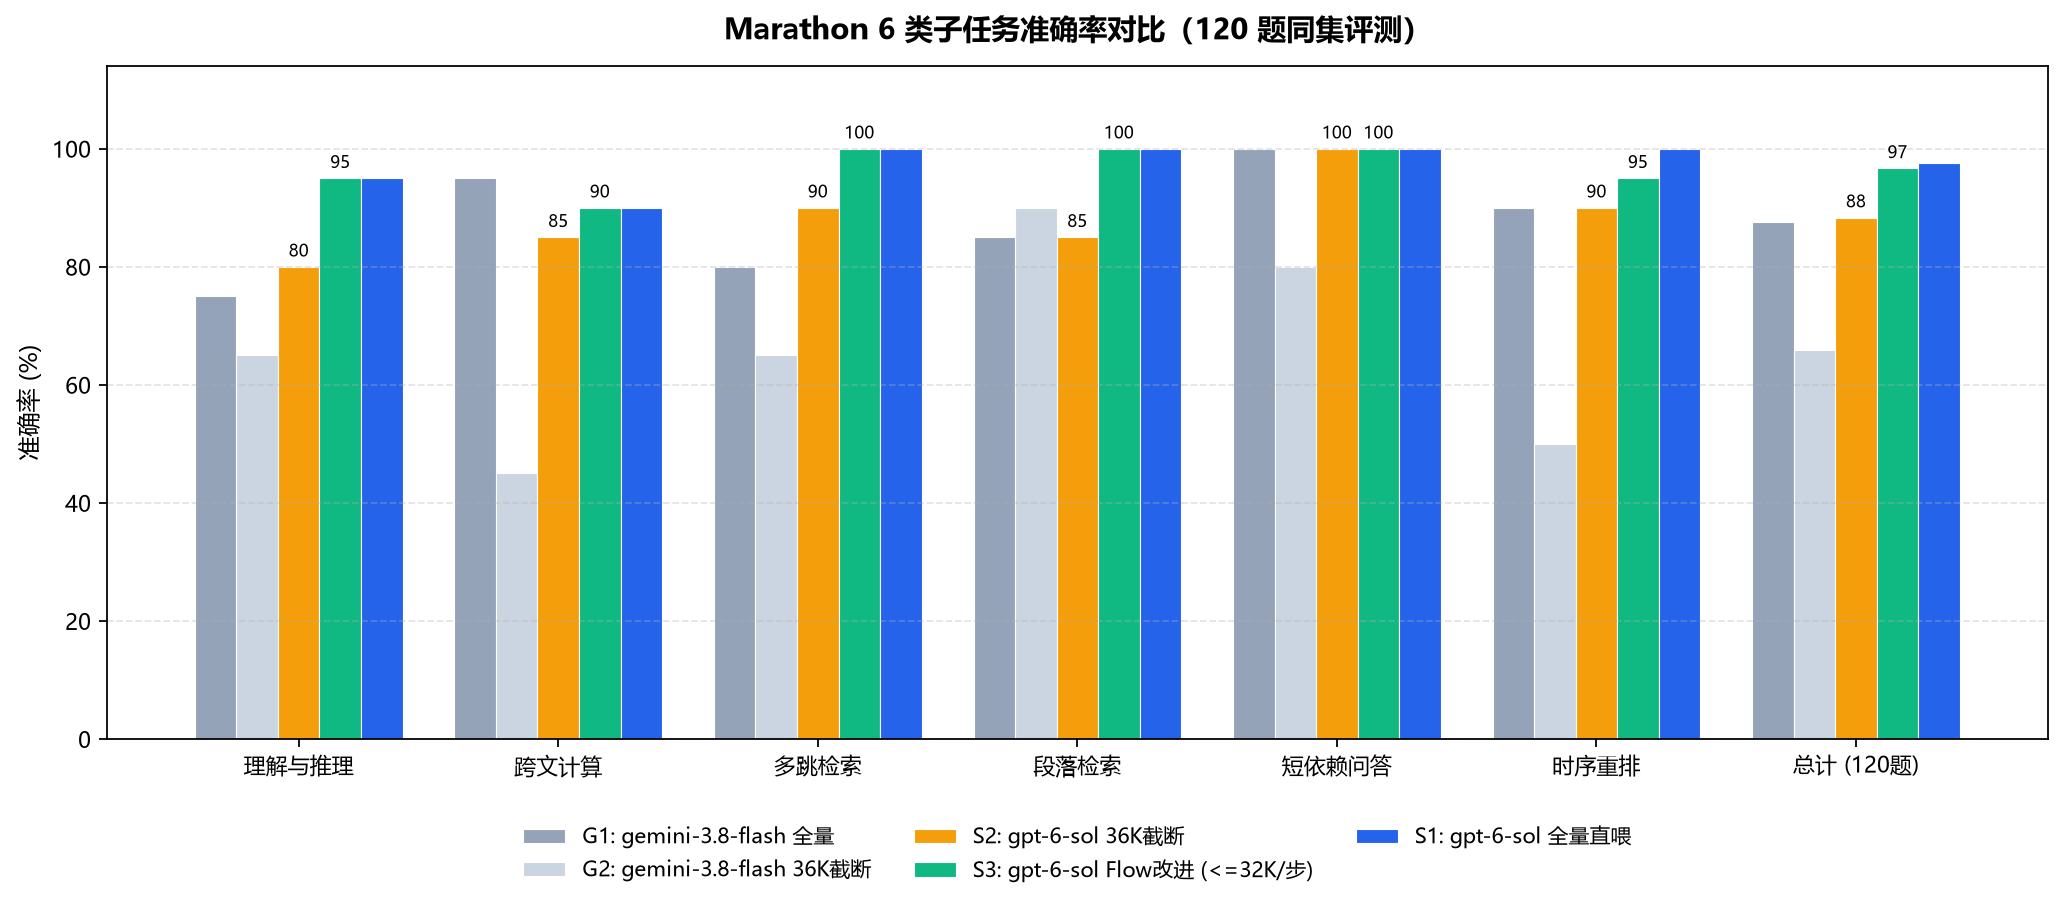 Marathon 6 类子任务准确率对比（120 题同集评测）
准确率 (%)
100
80
60
40
20
0
80
95
85
90
90
100
85
100
100
100
90
95
88
97
理解与推理
跨文计算
多跳检索
段落检索
短依赖问答
时序重排
总计 (120题)
G1: gemini-3.8-flash 全量
G2: gemini-3.8-flash 36K截断
S2: gpt-6-sol 36K截断
S3: gpt-6-sol Flow改进 (<=32K/步)
S1: gpt-6-sol 全量直喂